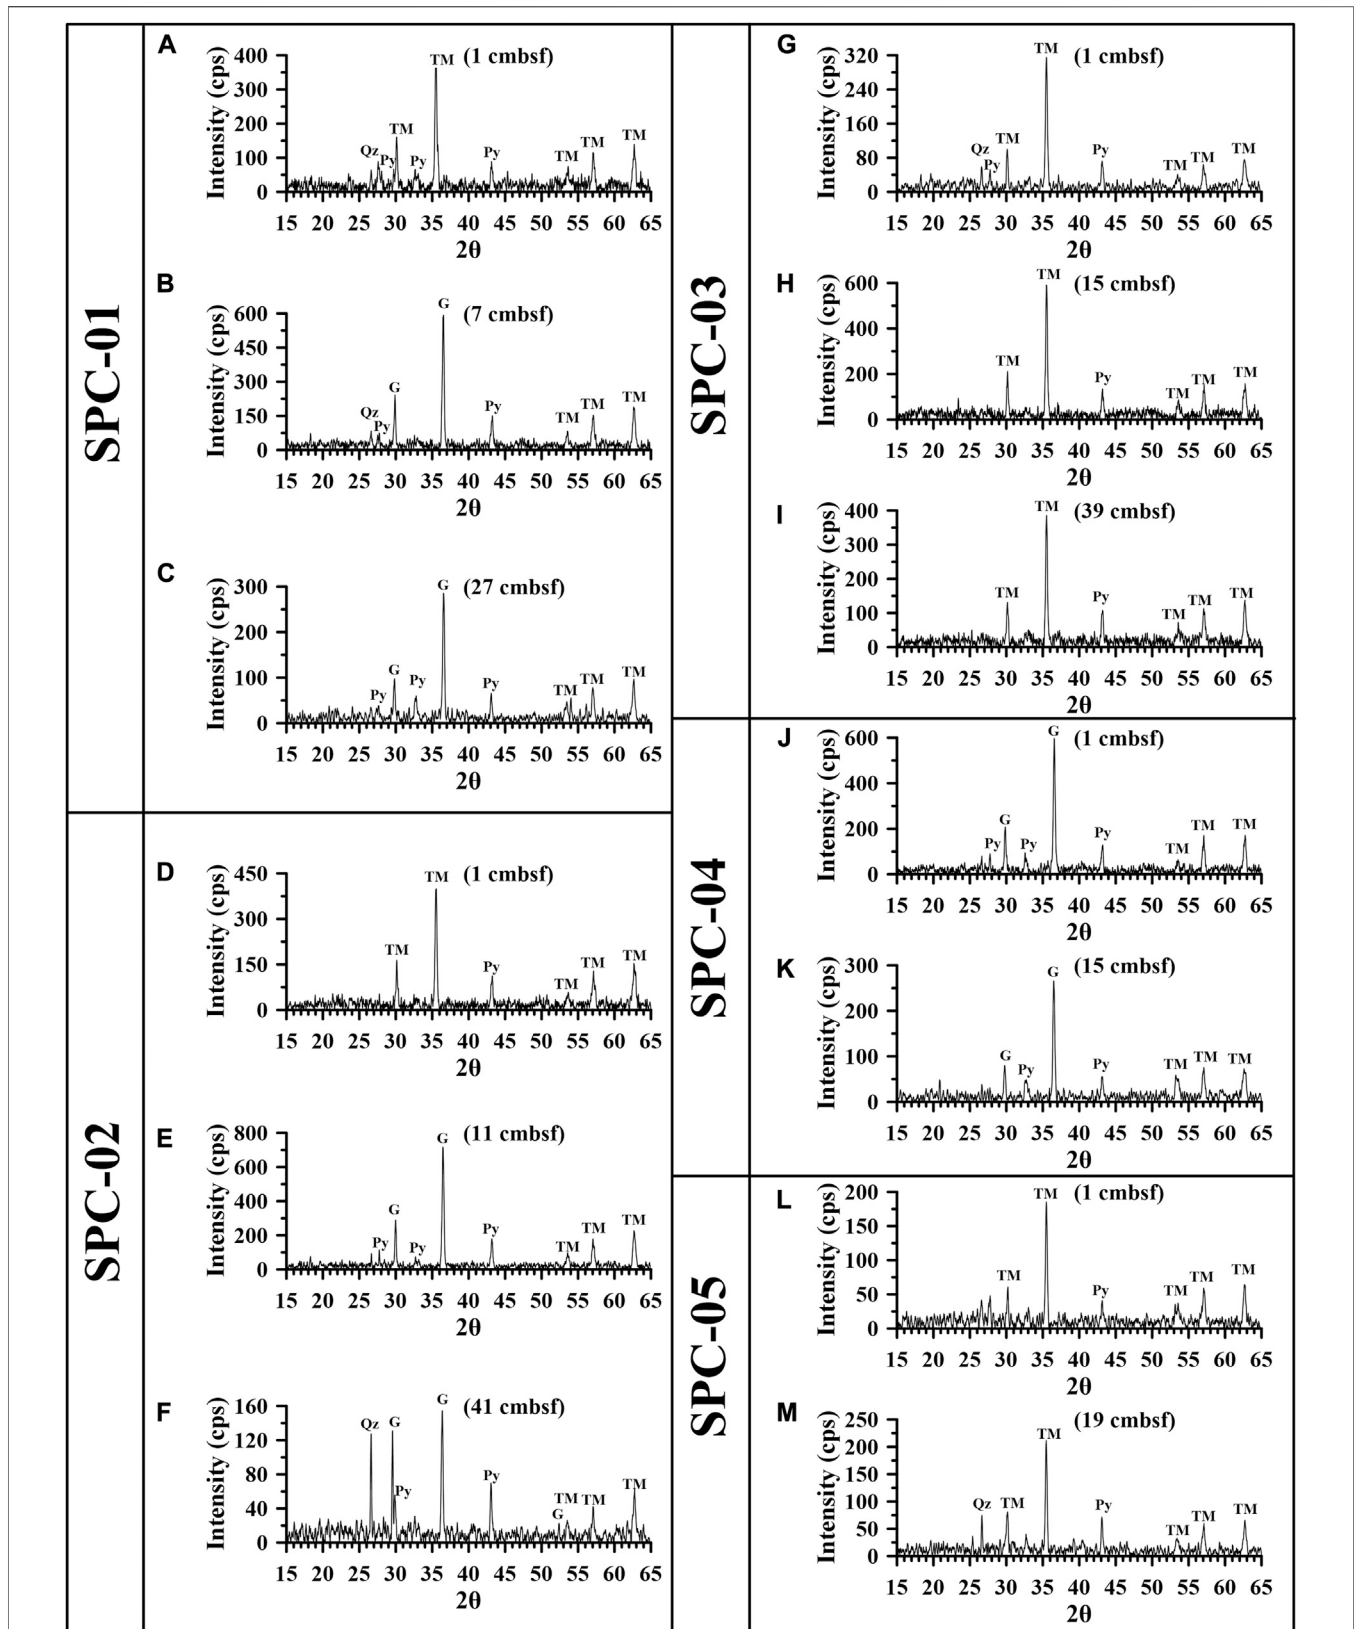 SPC-01
A
(1 cmbsf)
Intensity (cps)
400
300
200
100
0
Qz Py TM Py TM Py TM TM TM
15 20 25 30 35 40 45 50 55 60 65
2θ
B
(7 cmbsf)
Intensity (cps)
600
450
300
150
0
Qz Py G G Py TM TM TM
15 20 25 30 35 40 45 50 55 60 65
2θ
C
(27 cmbsf)
Intensity (cps)
300
200
100
0
Py G Py G Py TM TM TM
15 20 25 30 35 40 45 50 55 60 65
2θ
SPC-02
D
(1 cmbsf)
Intensity (cps)
450
300
150
0
TM TM Py TM TM TM
15 20 25 30 35 40 45 50 55 60 65
2θ
E
(11 cmbsf)
Intensity (cps)
800
600
400
200
0
Py G Py G Py TM TM TM
15 20 25 30 35 40 45 50 55 60 65
2θ
F
(41 cmbsf)
Intensity (cps)
160
120
80
40
0
Qz G Py G Py G TM TM TM
15 20 25 30 35 40 45 50 55 60 65
2θ
SPC-03
G
(1 cmbsf)
Intensity (cps)
320
240
160
80
0
Qz Py TM TM Py TM TM TM
15 20 25 30 35 40 45 50 55 60 65
2θ
H
(15 cmbsf)
Intensity (cps)
600
400
200
0
TM TM Py TM TM TM
15 20 25 30 35 40 45 50 55 60 65
2θ
I
(39 cmbsf)
Intensity (cps)
400
300
200
100
0
TM TM Py TM TM TM
15 20 25 30 35 40 45 50 55 60 65
2θ
SPC-04
J
(1 cmbsf)
Intensity (cps)
600
400
200
0
Py G Py G Py TM TM TM
15 20 25 30 35 40 45 50 55 60 65
2θ
K
(15 cmbsf)
Intensity (cps)
300
200
100
0
G Py G Py TM TM TM
15 20 25 30 35 40 45 50 55 60 65
2θ
SPC-05
L
(1 cmbsf)
Intensity (cps)
200
150
100
50
0
TM TM Py TM TM TM
15 20 25 30 35 40 45 50 55 60 65
2θ
M
(19 cmbsf)
Intensity (cps)
250
200
150
100
50
0
Qz TM TM Py TM TM TM
15 20 25 30 35 40 45 50 55 60 65
2θ